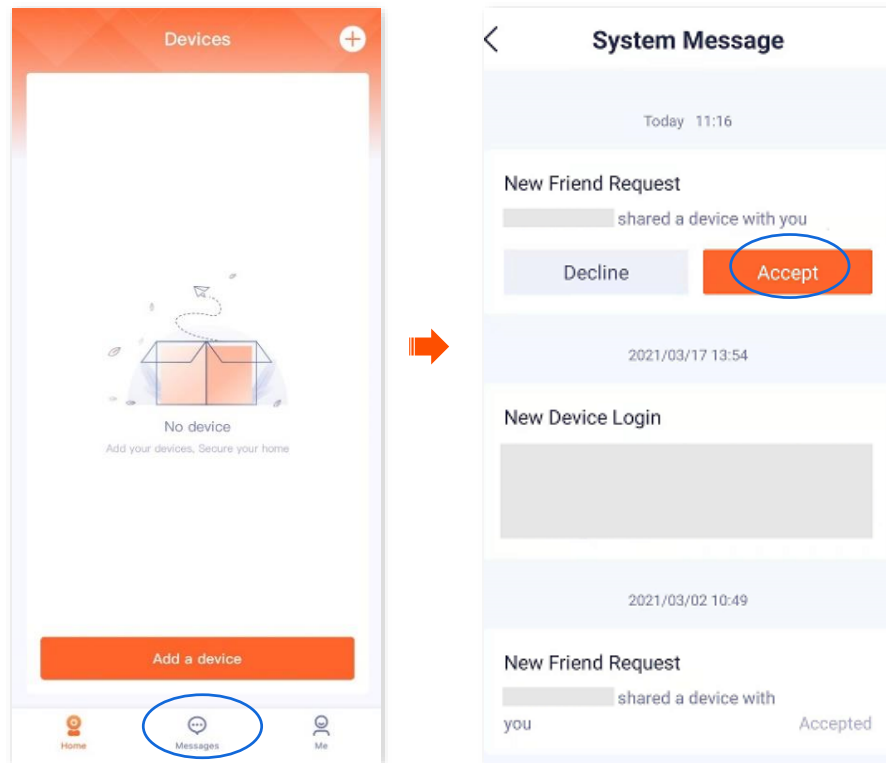 Devices
No device
Add your devices, Secure your home
Add a device
Home
Messages
Me
System Message
Today 11:16
New Friend Request
shared a device with you
Decline
Accept
2021/03/17 13:54
New Device Login
2021/03/02 10:49
New Friend Request
shared a device with
you
Accepted